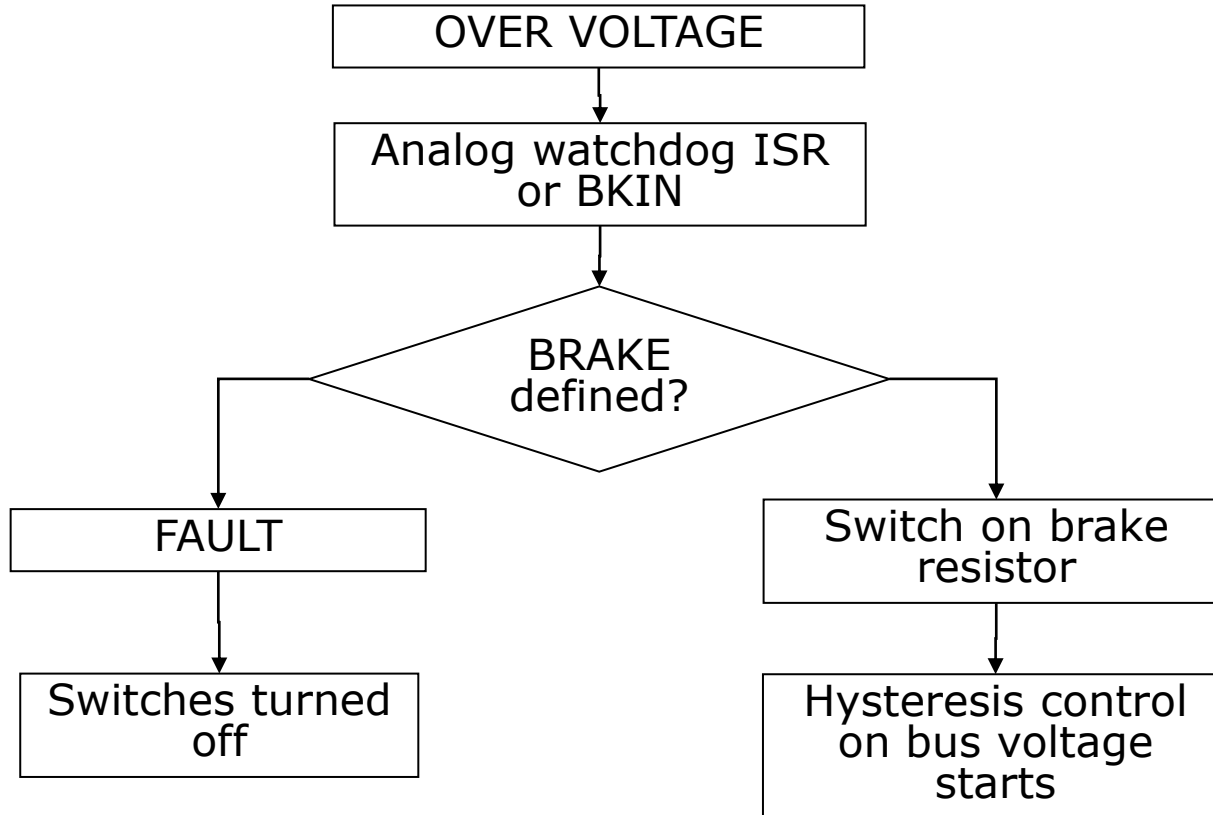 OVER VOLTAGE
Analog watchdog ISR
or BKIN
BRAKE
defined?
FAULT
Switch on brake
resistor
Switches turned
off
Hysteresis control
on bus voltage
starts